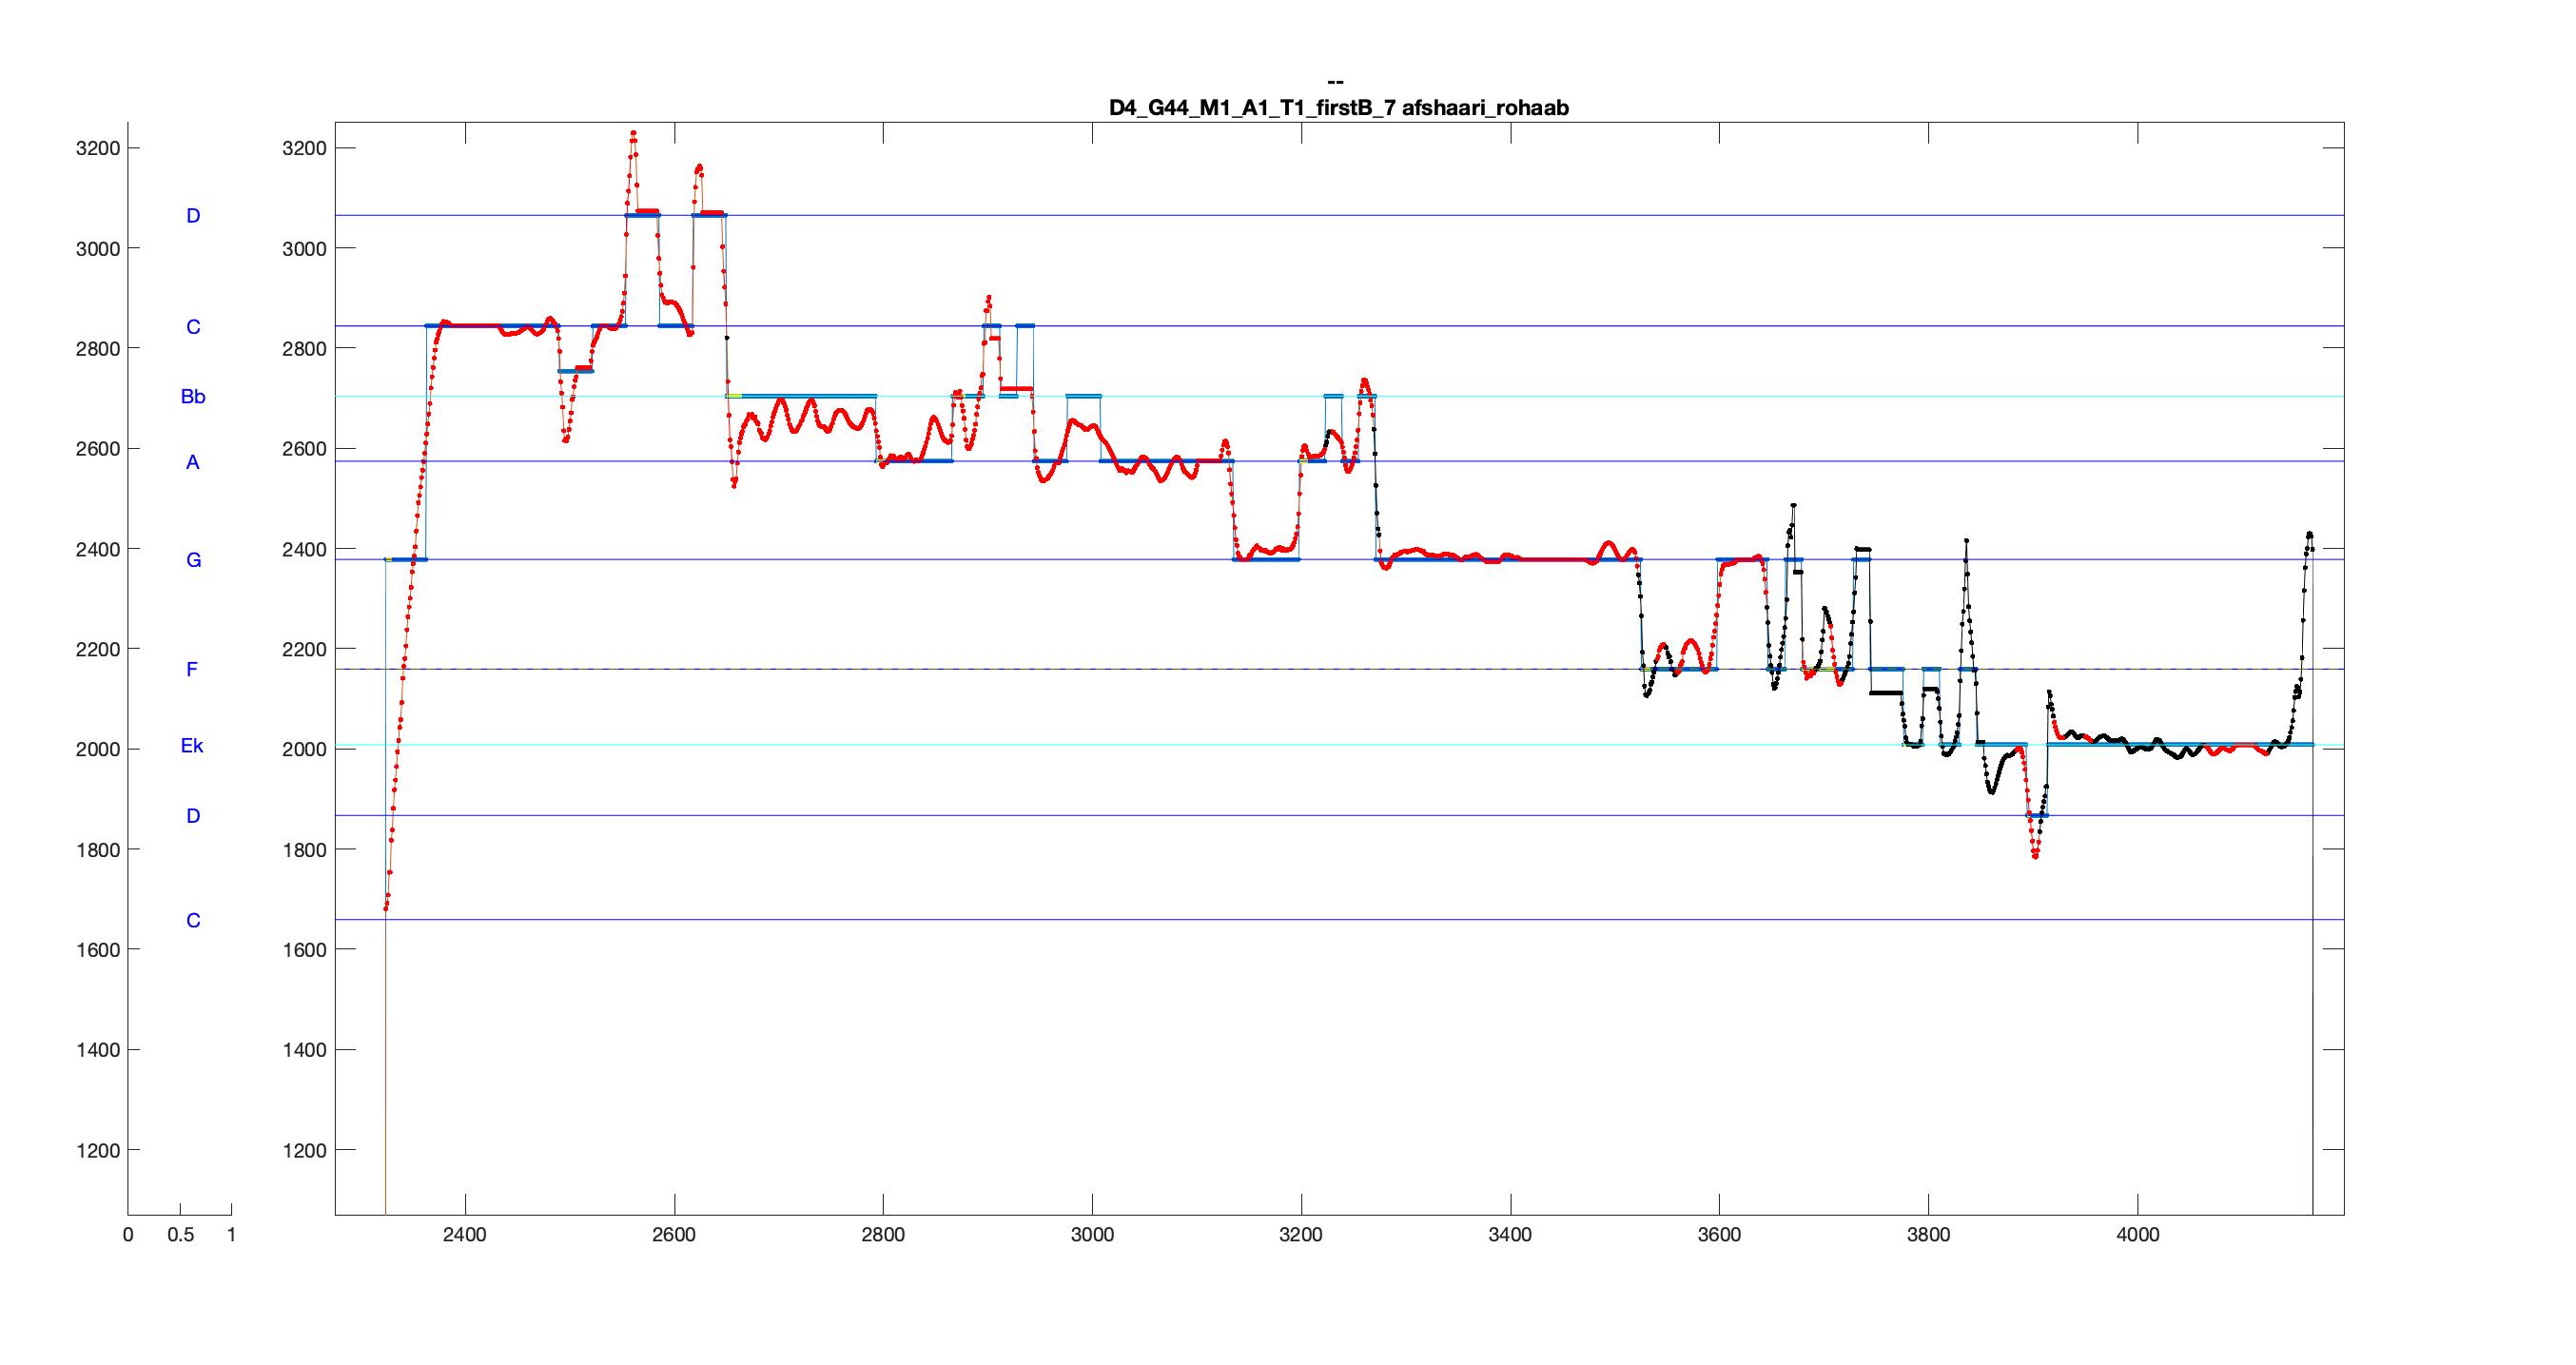 --
D4_G44_M1_A1_T1_firstB_7 afshaari_rohaab
3200 3200
D
3000 3000
C
2800 2800
Bb
2600 2600
A
2400 2400
G
2200 2200
F
2000 Ek 2000
D
1800 1800
C
1600 1600
1400 1400
1200 1200
0 0.5 1 2400 2600 2800 3000 3200 3400 3600 3800 4000